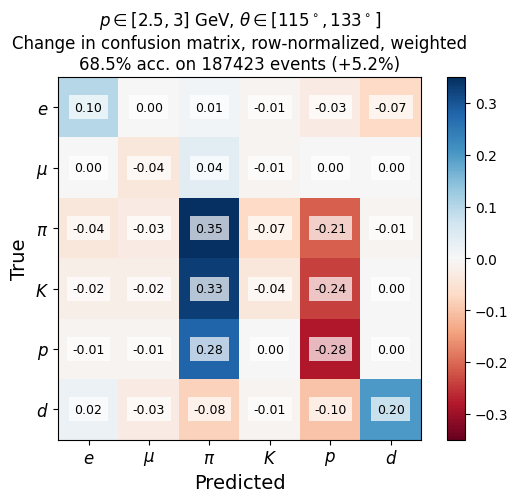 p ∈ [2.5, 3] GeV, θ ∈ [115°, 133°]
Change in confusion matrix, row-normalized, weighted
68.5% acc. on 187423 events (+5.2%)
e 0.10 0.00 0.01 -0.01 -0.03 -0.07
μ 0.00 -0.04 0.04 -0.01 0.00 0.00
π -0.04 -0.03 0.35 -0.07 -0.21 -0.01
K -0.02 -0.02 0.33 -0.04 -0.24 0.00
p -0.01 -0.01 0.28 0.00 -0.28 0.00
d 0.02 -0.03 -0.08 -0.01 -0.10 0.20
e μ π K p d
Predicted
True
0.3
0.2
0.1
0.0
−0.1
−0.2
−0.3